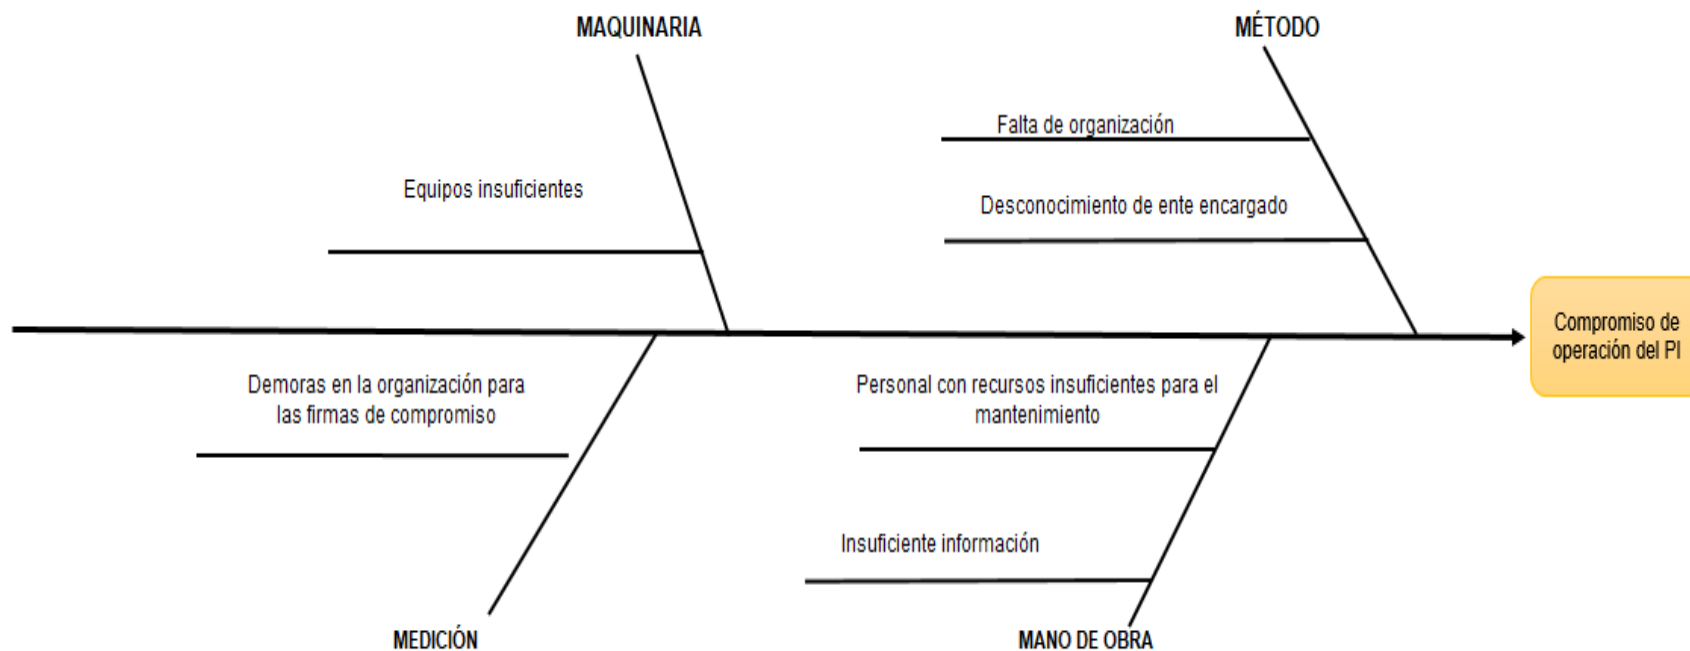 MAQUINARIA
MÉTODO
Falta de organización
Equipos insuficientes
Desconocimiento de ente encargado
Compromiso de
operación del PI
Demoras en la organización para
las firmas de compromiso
Personal con recursos insuficientes para el
mantenimiento
Insuficiente información
MEDICIÓN
MANO DE OBRA